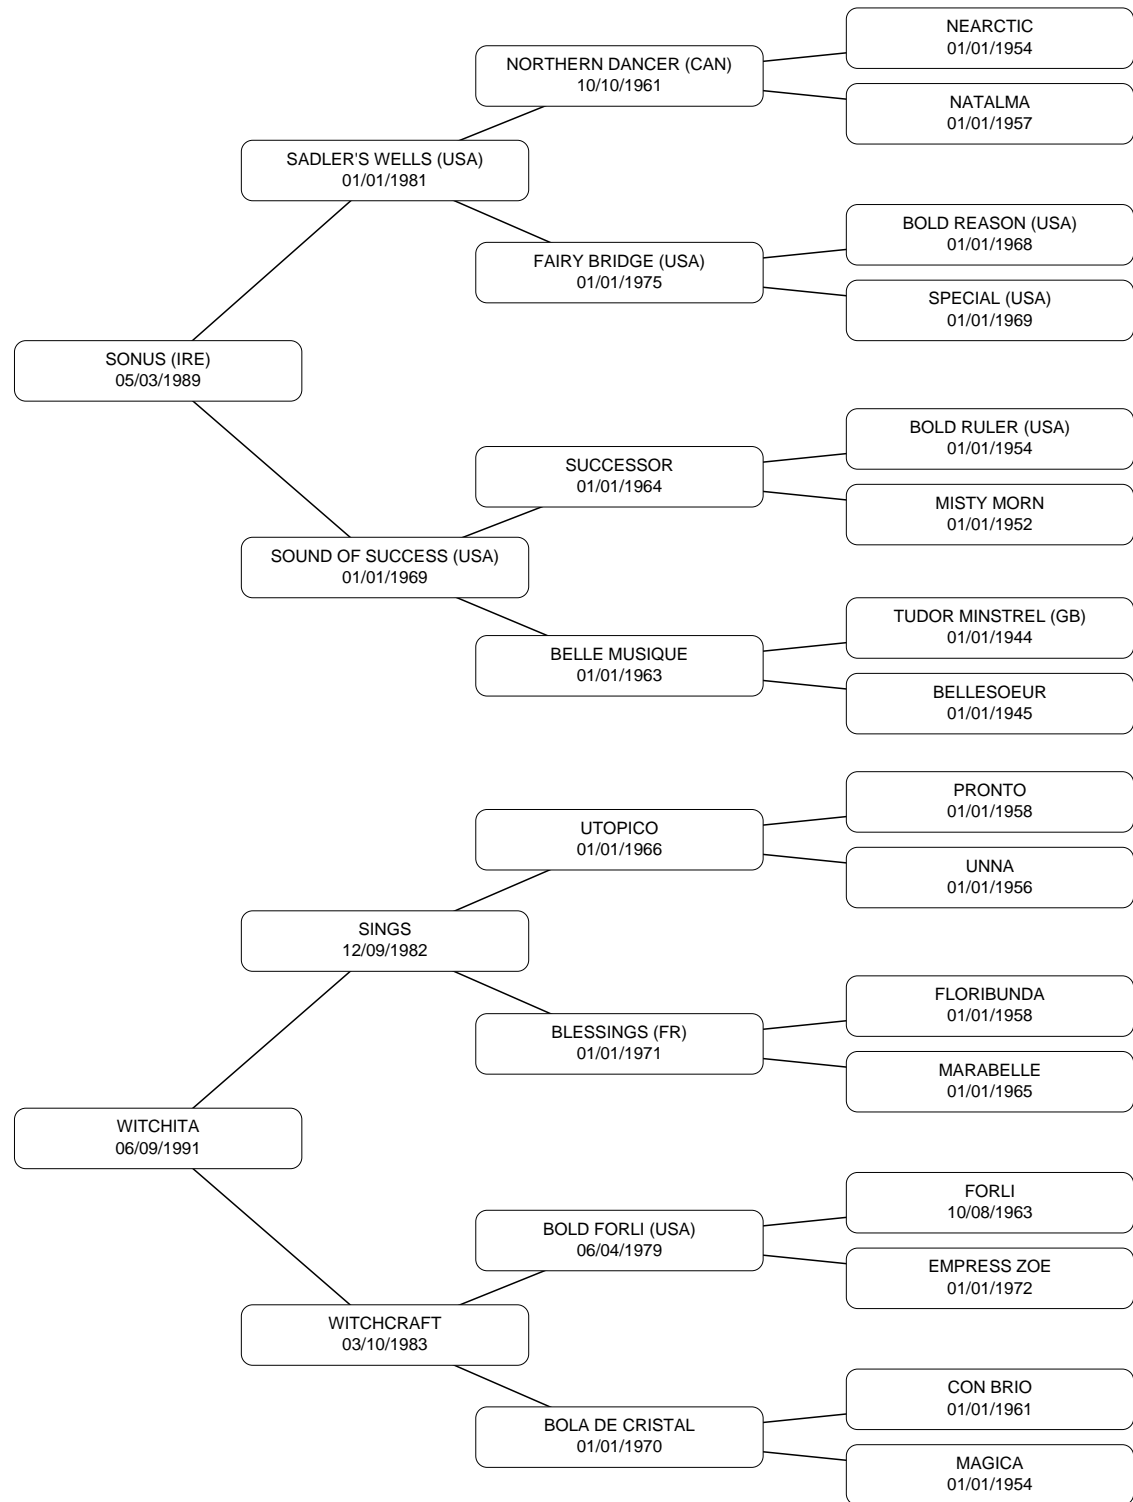 NEARCTIC
01/01/1954
NORTHERN DANCER (CAN)
10/10/1961
NATALMA
01/01/1957
SADLER'S WELLS (USA)
01/01/1981
BOLD REASON (USA)
01/01/1968
FAIRY BRIDGE (USA)
01/01/1975
SPECIAL (USA)
01/01/1969
SONUS (IRE)
05/03/1989
BOLD RULER (USA)
01/01/1954
SUCCESSOR
01/01/1964
MISTY MORN
01/01/1952
SOUND OF SUCCESS (USA)
01/01/1969
TUDOR MINSTREL (GB)
01/01/1944
BELLE MUSIQUE
01/01/1963
BELLESOEUR
01/01/1945
PRONTO
01/01/1958
UTOPICO
01/01/1966
UNNA
01/01/1956
SINGS
12/09/1982
FLORIBUNDA
01/01/1958
BLESSINGS (FR)
01/01/1971
MARABELLE
01/01/1965
WITCHITA
06/09/1991
FORLI
10/08/1963
BOLD FORLI (USA)
06/04/1979
EMPRESS ZOE
01/01/1972
WITCHCRAFT
03/10/1983
CON BRIO
01/01/1961
BOLA DE CRISTAL
01/01/1970
MAGICA
01/01/1954